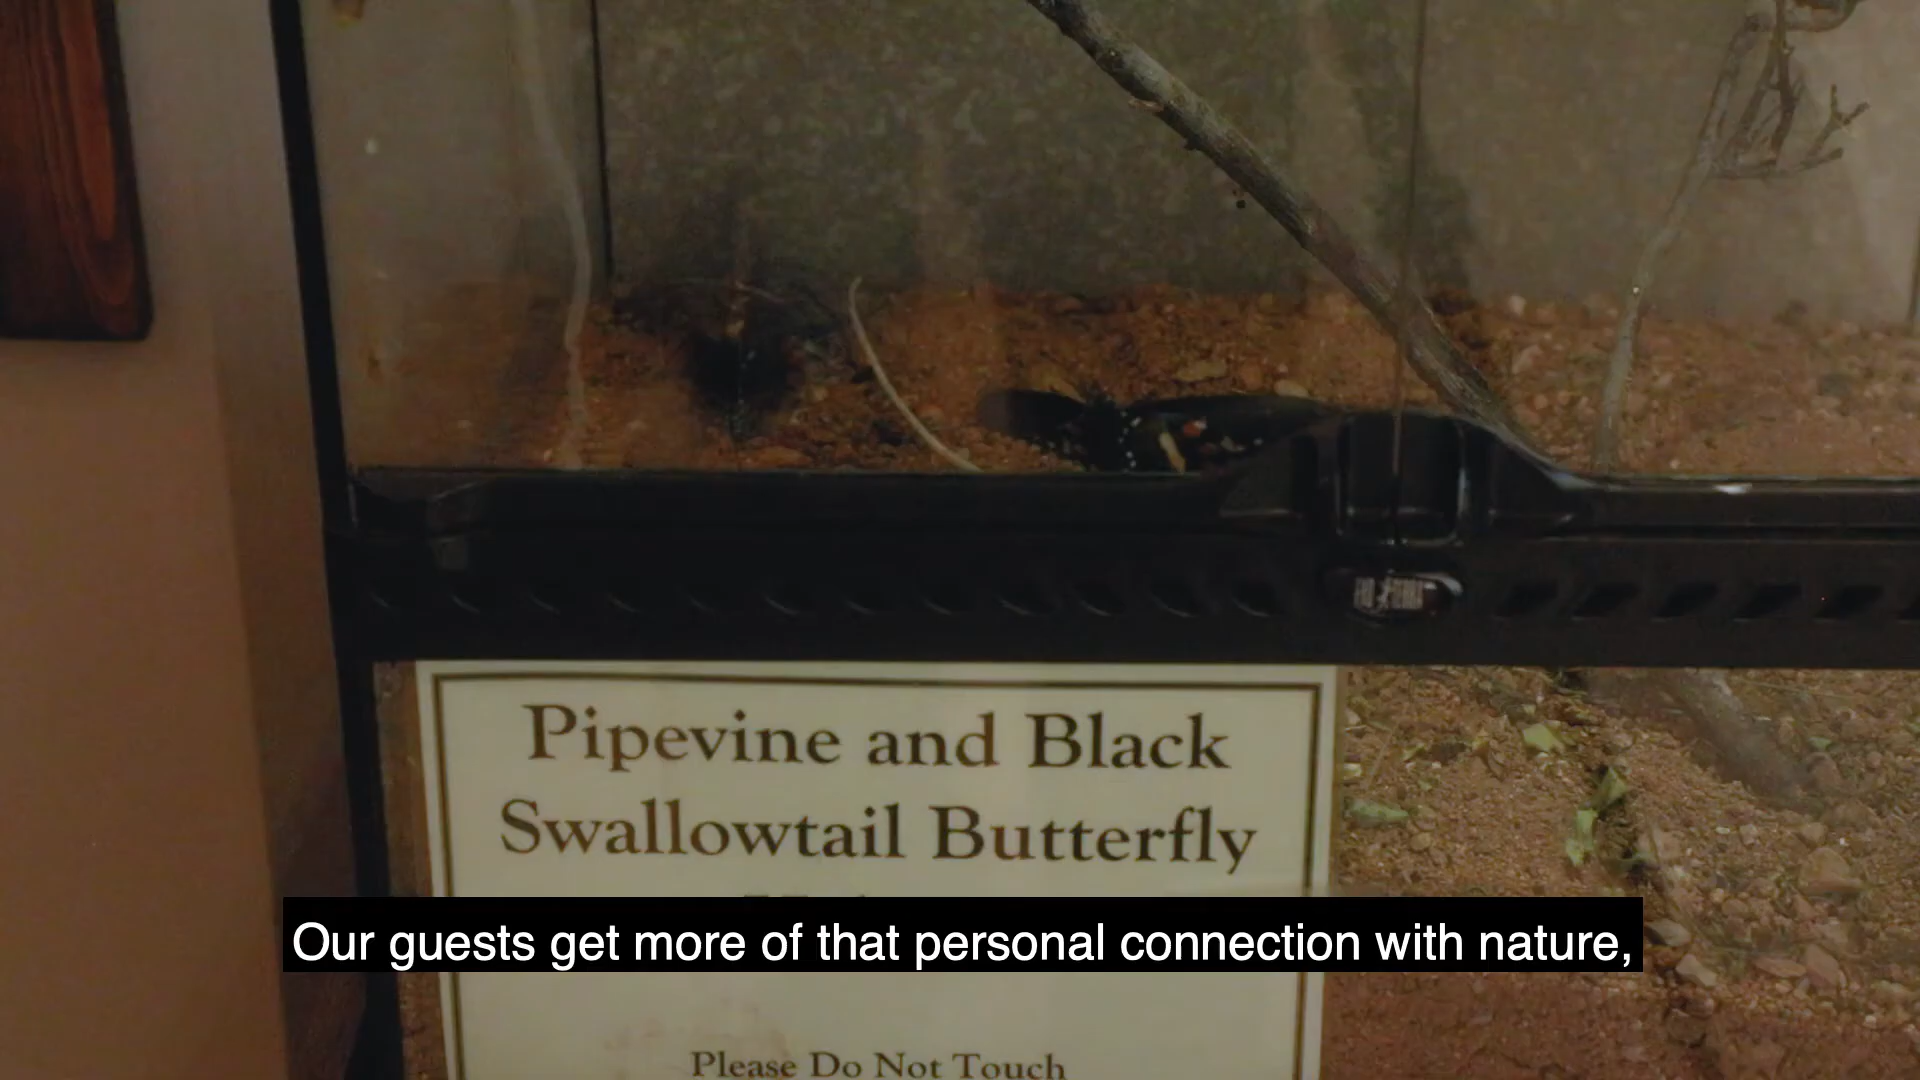 Pipevine and Black
Swallowtail Butterfly
Our guests get more of that personal connection with nature,
Please Do Not Touch